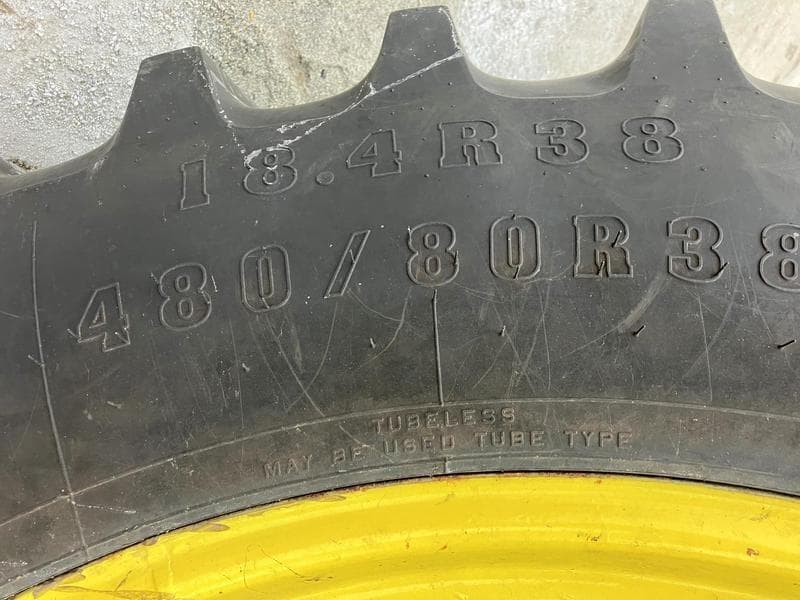 18.4R38
480/80R38
TUBELESS
MAY BE USED TUBE TYPE